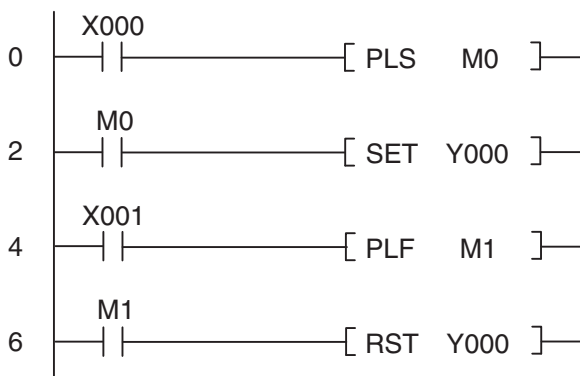 X000
0 PLS M0
M0
2 SET Y000
X001
4 PLF M1
M1
6 RST Y000